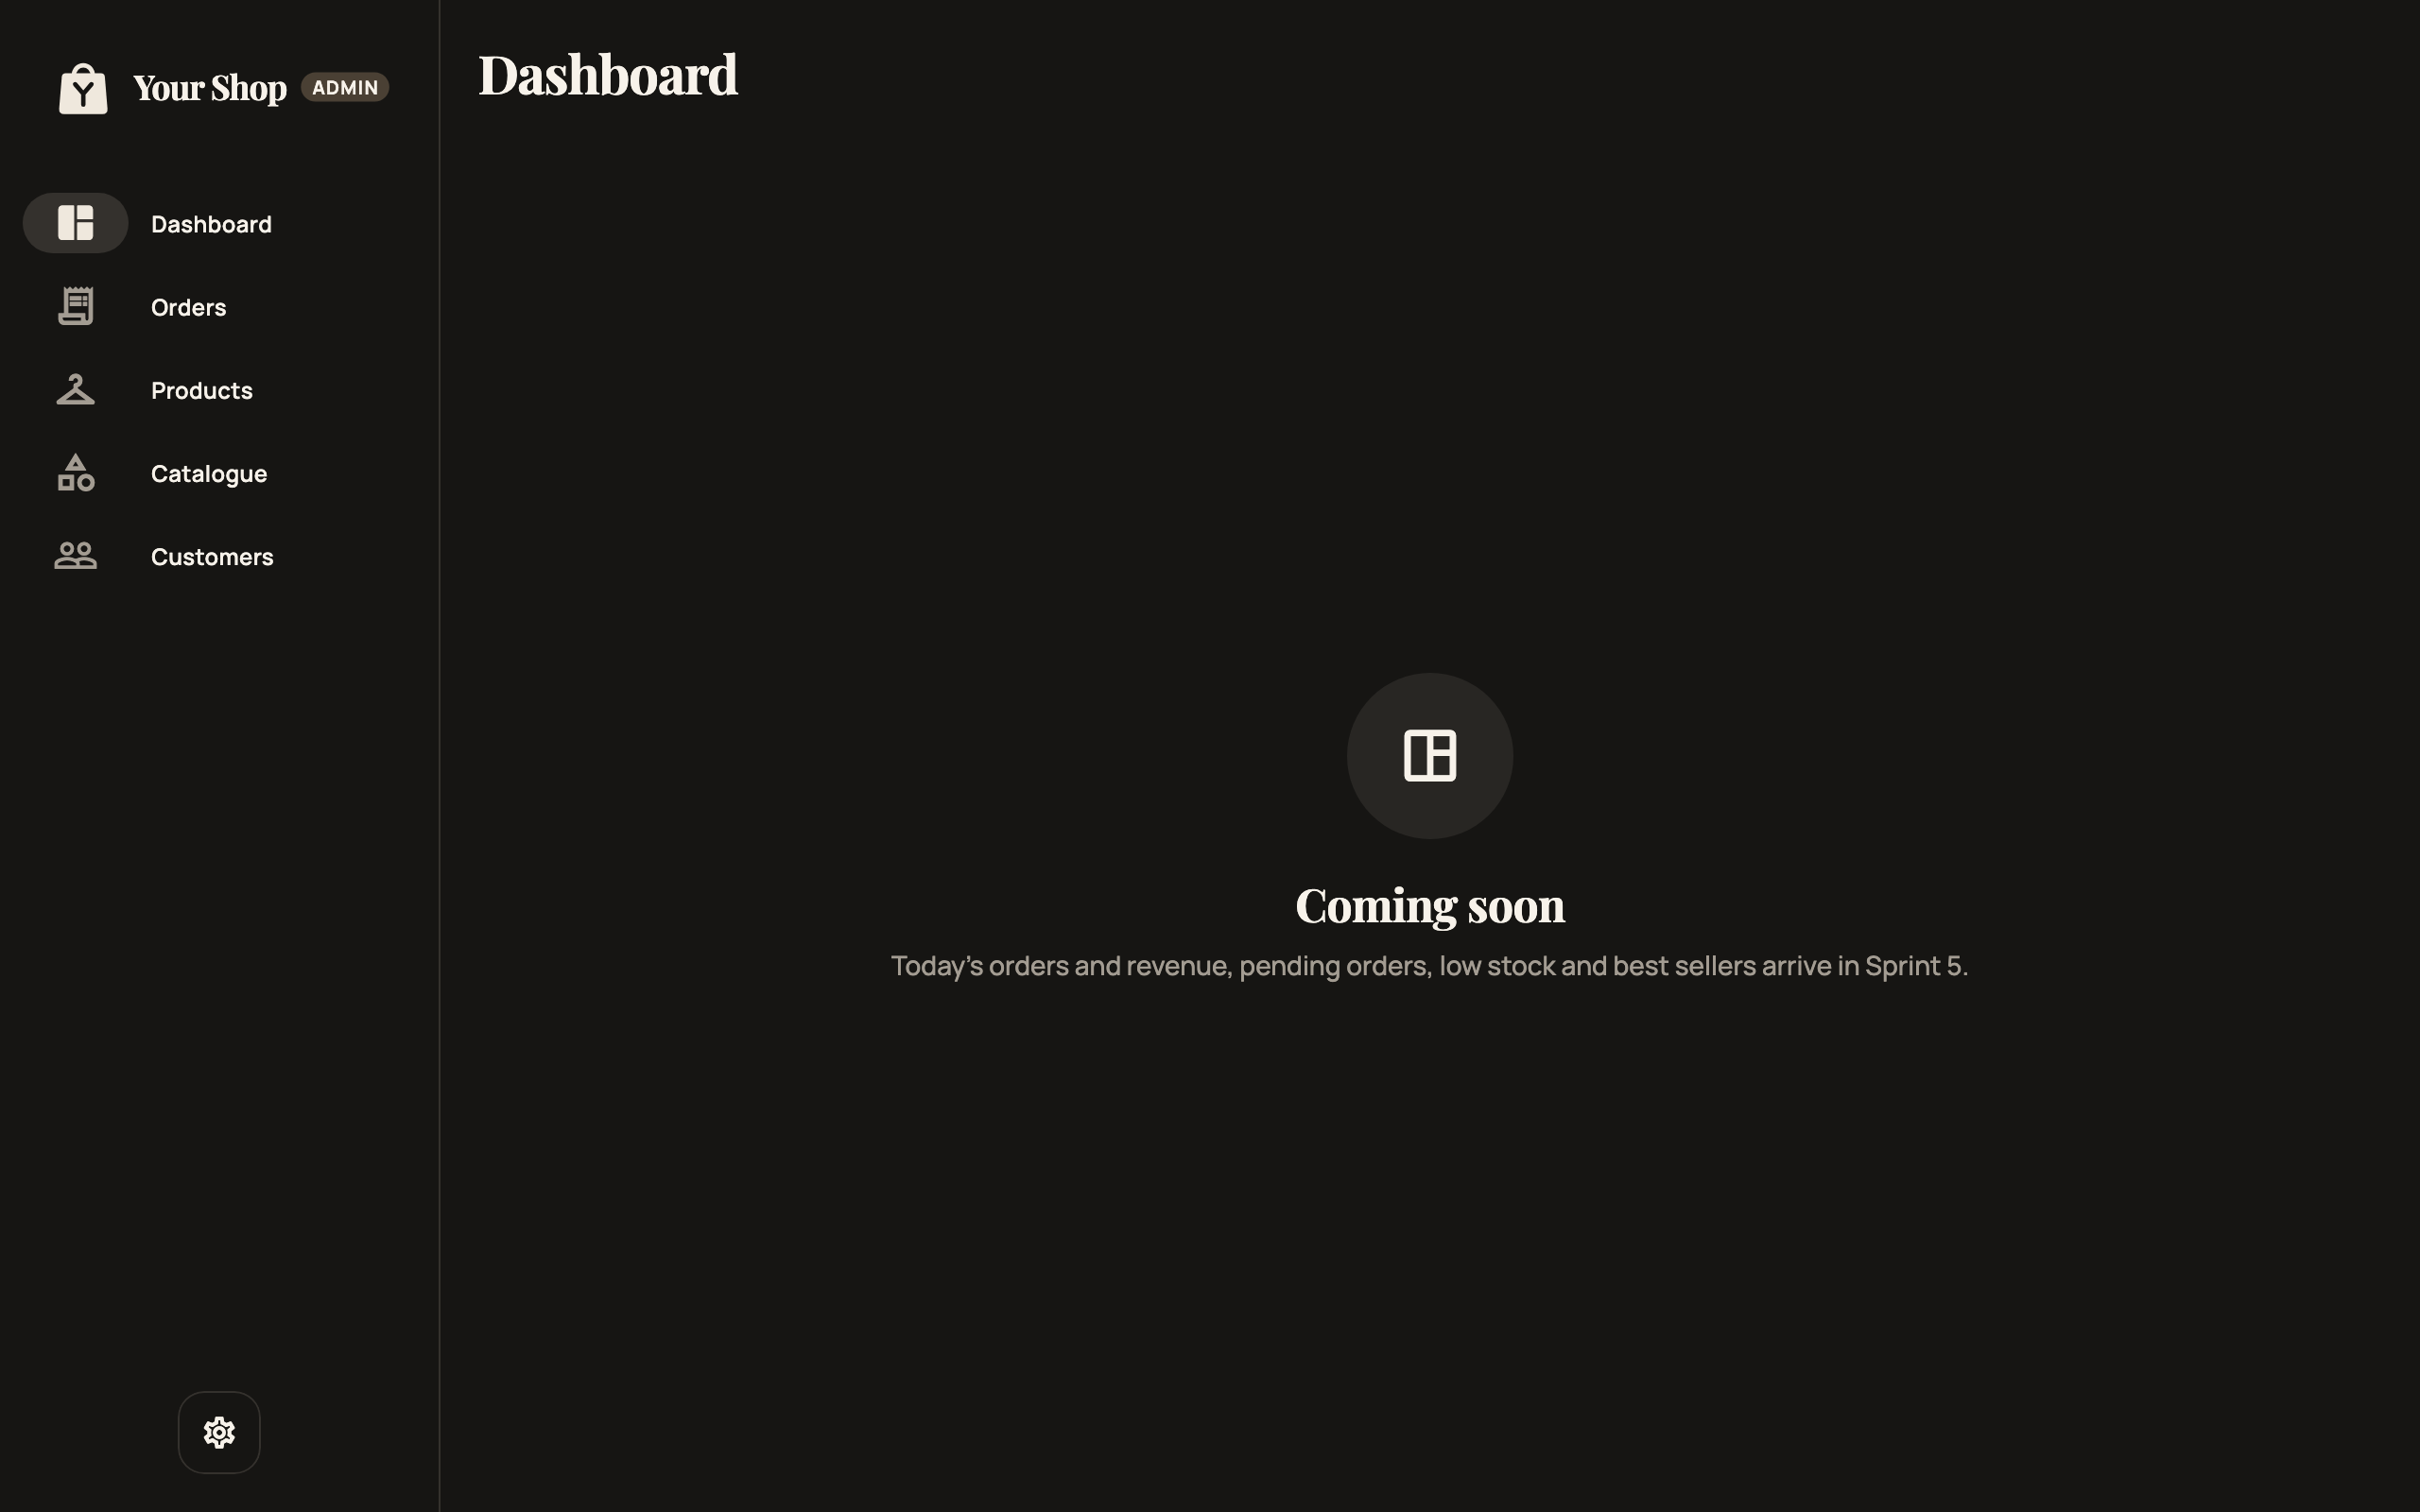 Your Shop ADMIN
Dashboard
Orders
Products
Catalogue
Customers
Dashboard
Coming soon
Today’s orders and revenue, pending orders, low stock and best sellers arrive in Sprint 5.